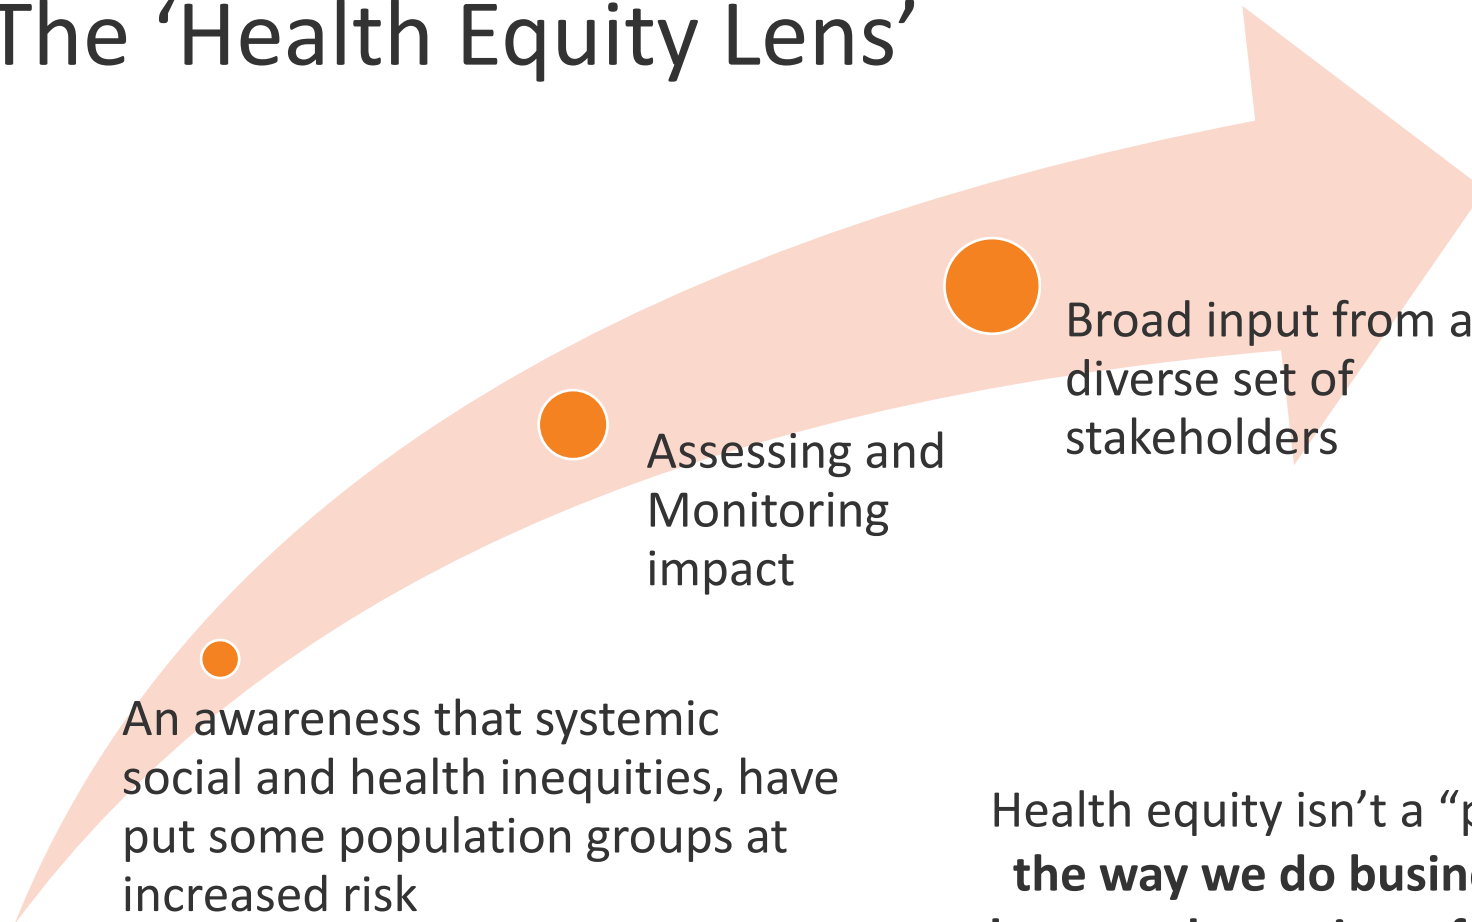 The ‘Health Equity Lens’
Broad input from a
diverse set of
stakeholders
Assessing and
Monitoring
impact
An awareness that systemic
social and health inequities, have
put some population groups at
increased risk
Health equity isn’t a “
the way we do